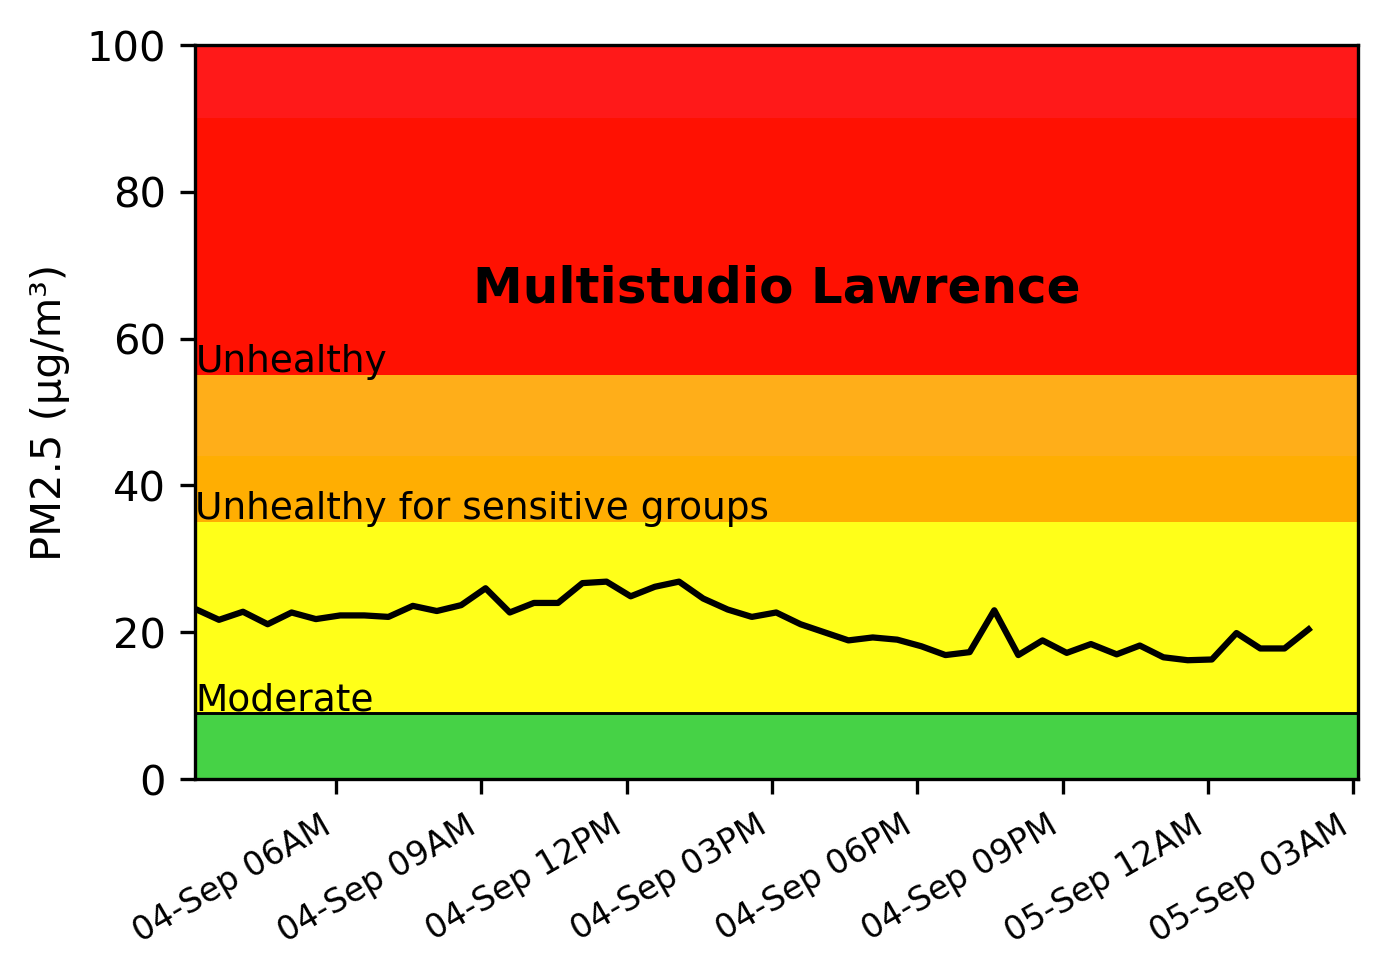 100
80
Multistudio Lawrence
60
Unhealthy
40
Unhealthy for sensitive groups
20
Moderate
0
PM2.5 (µg/m³)
04-Sep 06AM
04-Sep 09AM
04-Sep 12PM
04-Sep 03PM
04-Sep 06PM
04-Sep 09PM
05-Sep 12AM
05-Sep 03AM